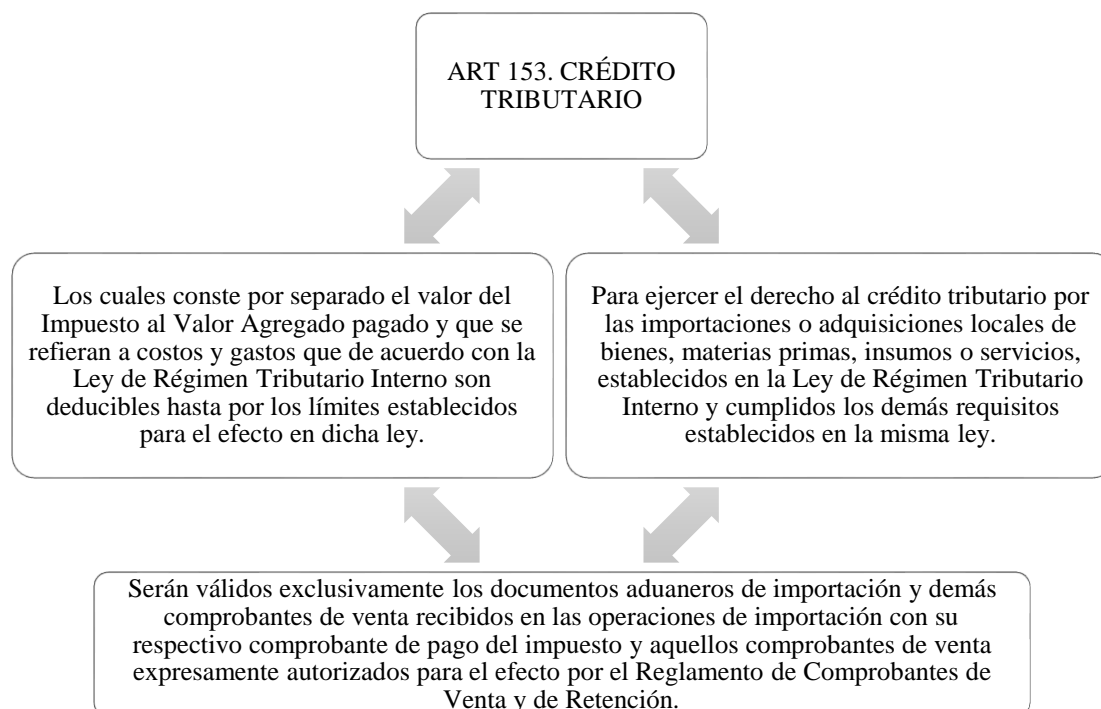 ART 153. CRÉDITO
TRIBUTARIO
Los cuales conste por separado el valor del
Impuesto al Valor Agregado pagado y que se
refieran a costos y gastos que de acuerdo con la
Ley de Régimen Tributario Interno son
deducibles hasta por los límites establecidos
para el efecto en dicha ley.
Para ejercer el derecho al crédito tributario por
las importaciones o adquisiciones locales de
bienes, materias primas, insumos o servicios,
establecidos en la Ley de Régimen Tributario
Interno y cumplidos los demás requisitos
establecidos en la misma ley.
Serán válidos exclusivamente los documentos aduaneros de importación y demás
comprobantes de venta recibidos en las operaciones de importación con su
respectivo comprobante de pago del impuesto y aquellos comprobantes de venta
expresamente autorizados para el efecto por el Reglamento de Comprobantes de
Venta y de Retención.